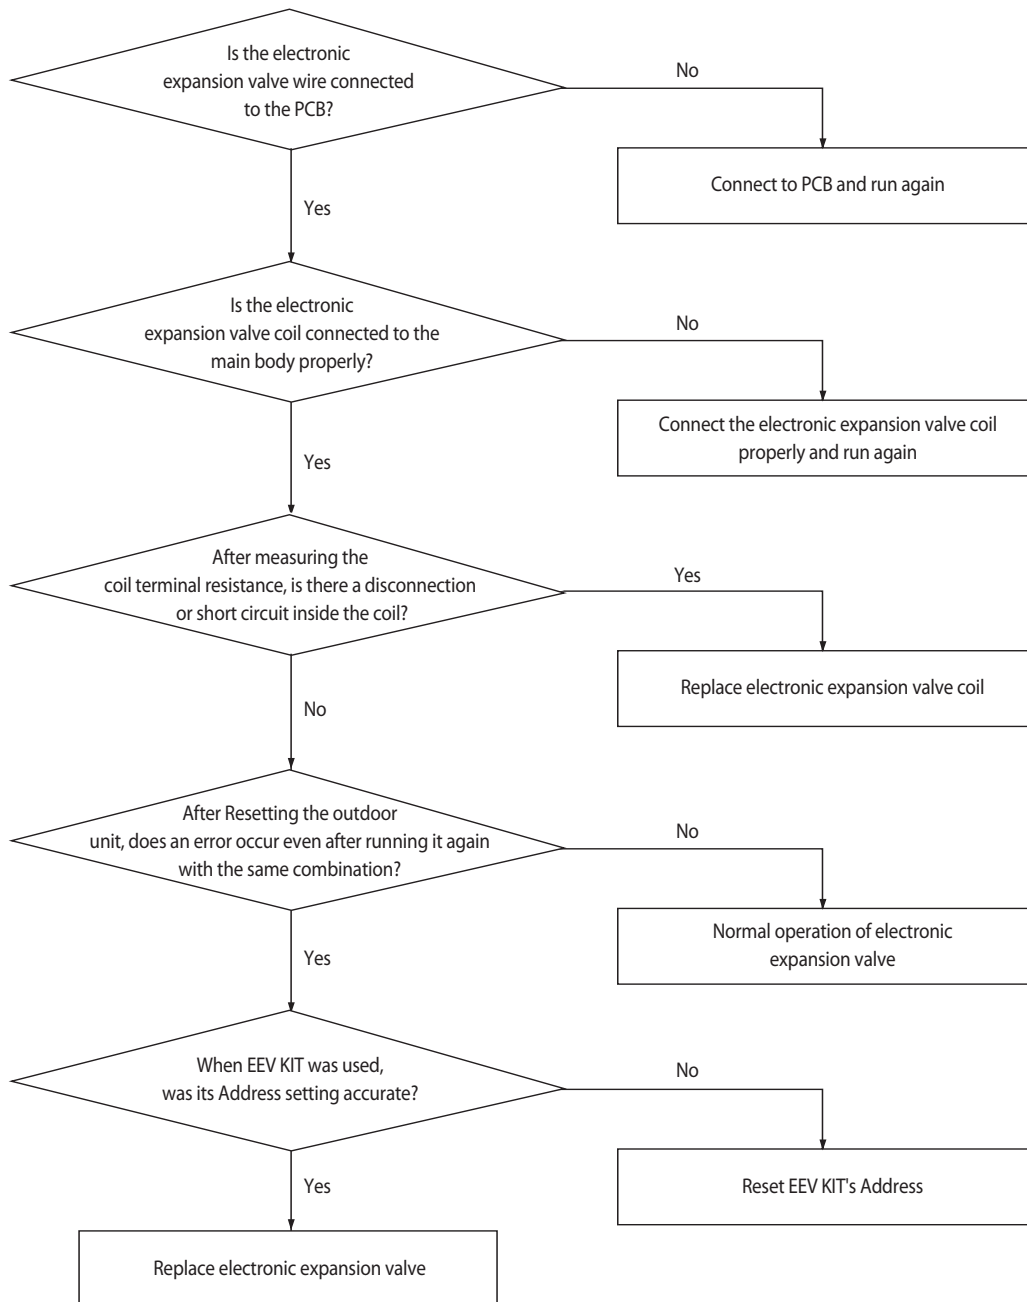 Is the electronic
expansion valve wire connected
to the PCB?
No
Connect to PCB and run again
Yes
Is the electronic
expansion valve coil connected to the
main body properly?
No
Connect the electronic expansion valve coil
properly and run again
Yes
After measuring the
coil terminal resistance, is there a disconnection
or short circuit inside the coil?
Yes
Replace electronic expansion valve coil
No
After Resetting the outdoor
unit, does an error occur even after running it again
with the same combination?
No
Normal operation of electronic
expansion valve
Yes
When EEV KIT was used,
was its Address setting accurate?
No
Reset EEV KIT's Address
Yes
Replace electronic expansion valve